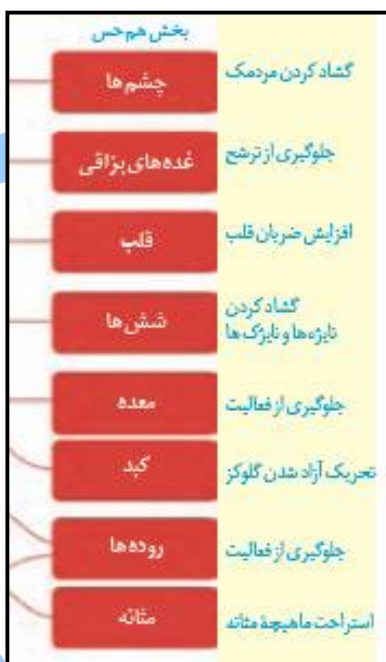 بخش هم حس
گشاد کردن مردمک
چشم ها
جلوگیری از ترشح
غده‌های بزاقی
افزایش ضربان قلب
قلب
گشاد کردن
نایژه‌ها و نایژک‌ها
شش ها
جلوگیری از فعالیت
معده
تحریک آزاد شدن گلوکز
کبد
جلوگیری از فعالیت
روده‌ها
استراحت ماهیچهٔ مثانه
مثانه